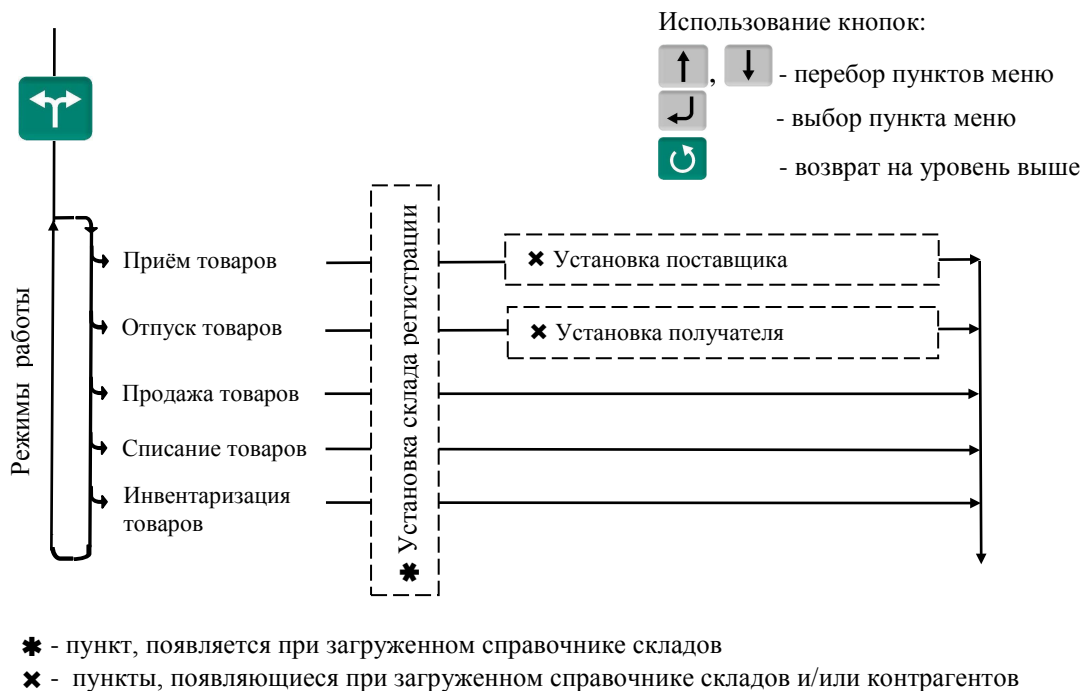 Использование кнопок:
, - перебор пунктов меню
- выбор пункта меню
- возврат на уровень выше
Режимы работы
Приём товаров
Отпуск товаров
Продажа товаров
Списание товаров
Инвентаризация
товаров
✱ Установка склада регистрации
✖ Установка поставщика
✖ Установка получателя
✱ - пункт, появляется при загруженном справочнике складов
✖ - пункты, появляющиеся при загруженном справочнике складов и/или контрагентов